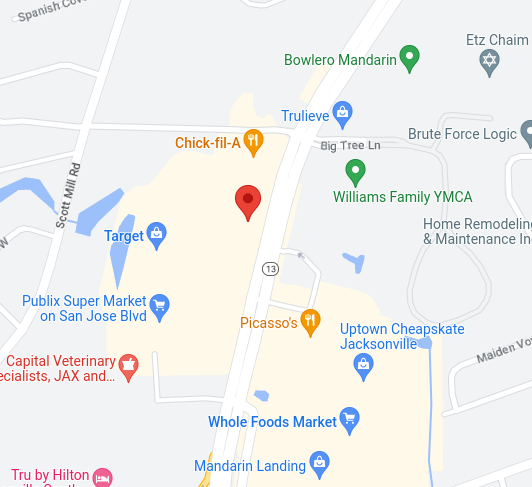 Spanish Cove
Etz Chaim
Bowlero Mandarin
Trulieve
Brute Force Logic
Chick-fil-A
Big Tree Ln
Scott Mill Rd
Williams Family YMCA
Home Remodeling
& Maintenance Inc
W
Target
13
Publix Super Market
on San Jose Blvd
Picasso's
Uptown Cheapskate
Jacksonville
Maiden Vo
Capital Veterinary
ecialists, JAX and...
Whole Foods Market
Mandarin Landing
Tru by Hilton